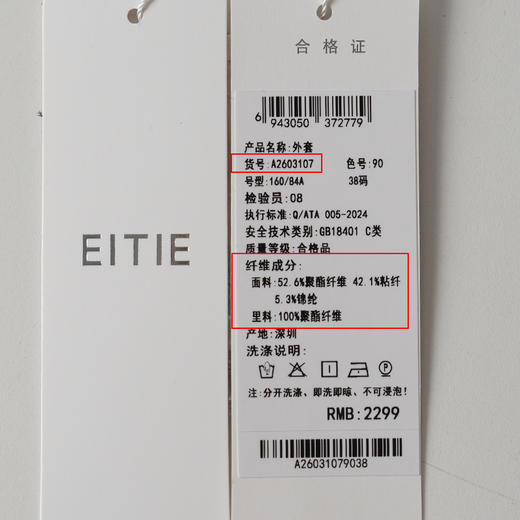 EITIE
合格证
6 943050 372779
产品名称:外套
货号:A2603107 色号:90
号型:160/84A 38码
检验员:08
执行标准:Q/ATA 005-2024
安全技术类别:GB18401 C类
质量等级:合格品
纤维成分:
面料:52.6%聚酯纤维 42.1%粘纤
5.3%锦纶
里料:100%聚酯纤维
产地:深圳
洗涤说明:
注:分开洗涤、即洗即晾、不可浸泡!
RMB:2299
A26031079038